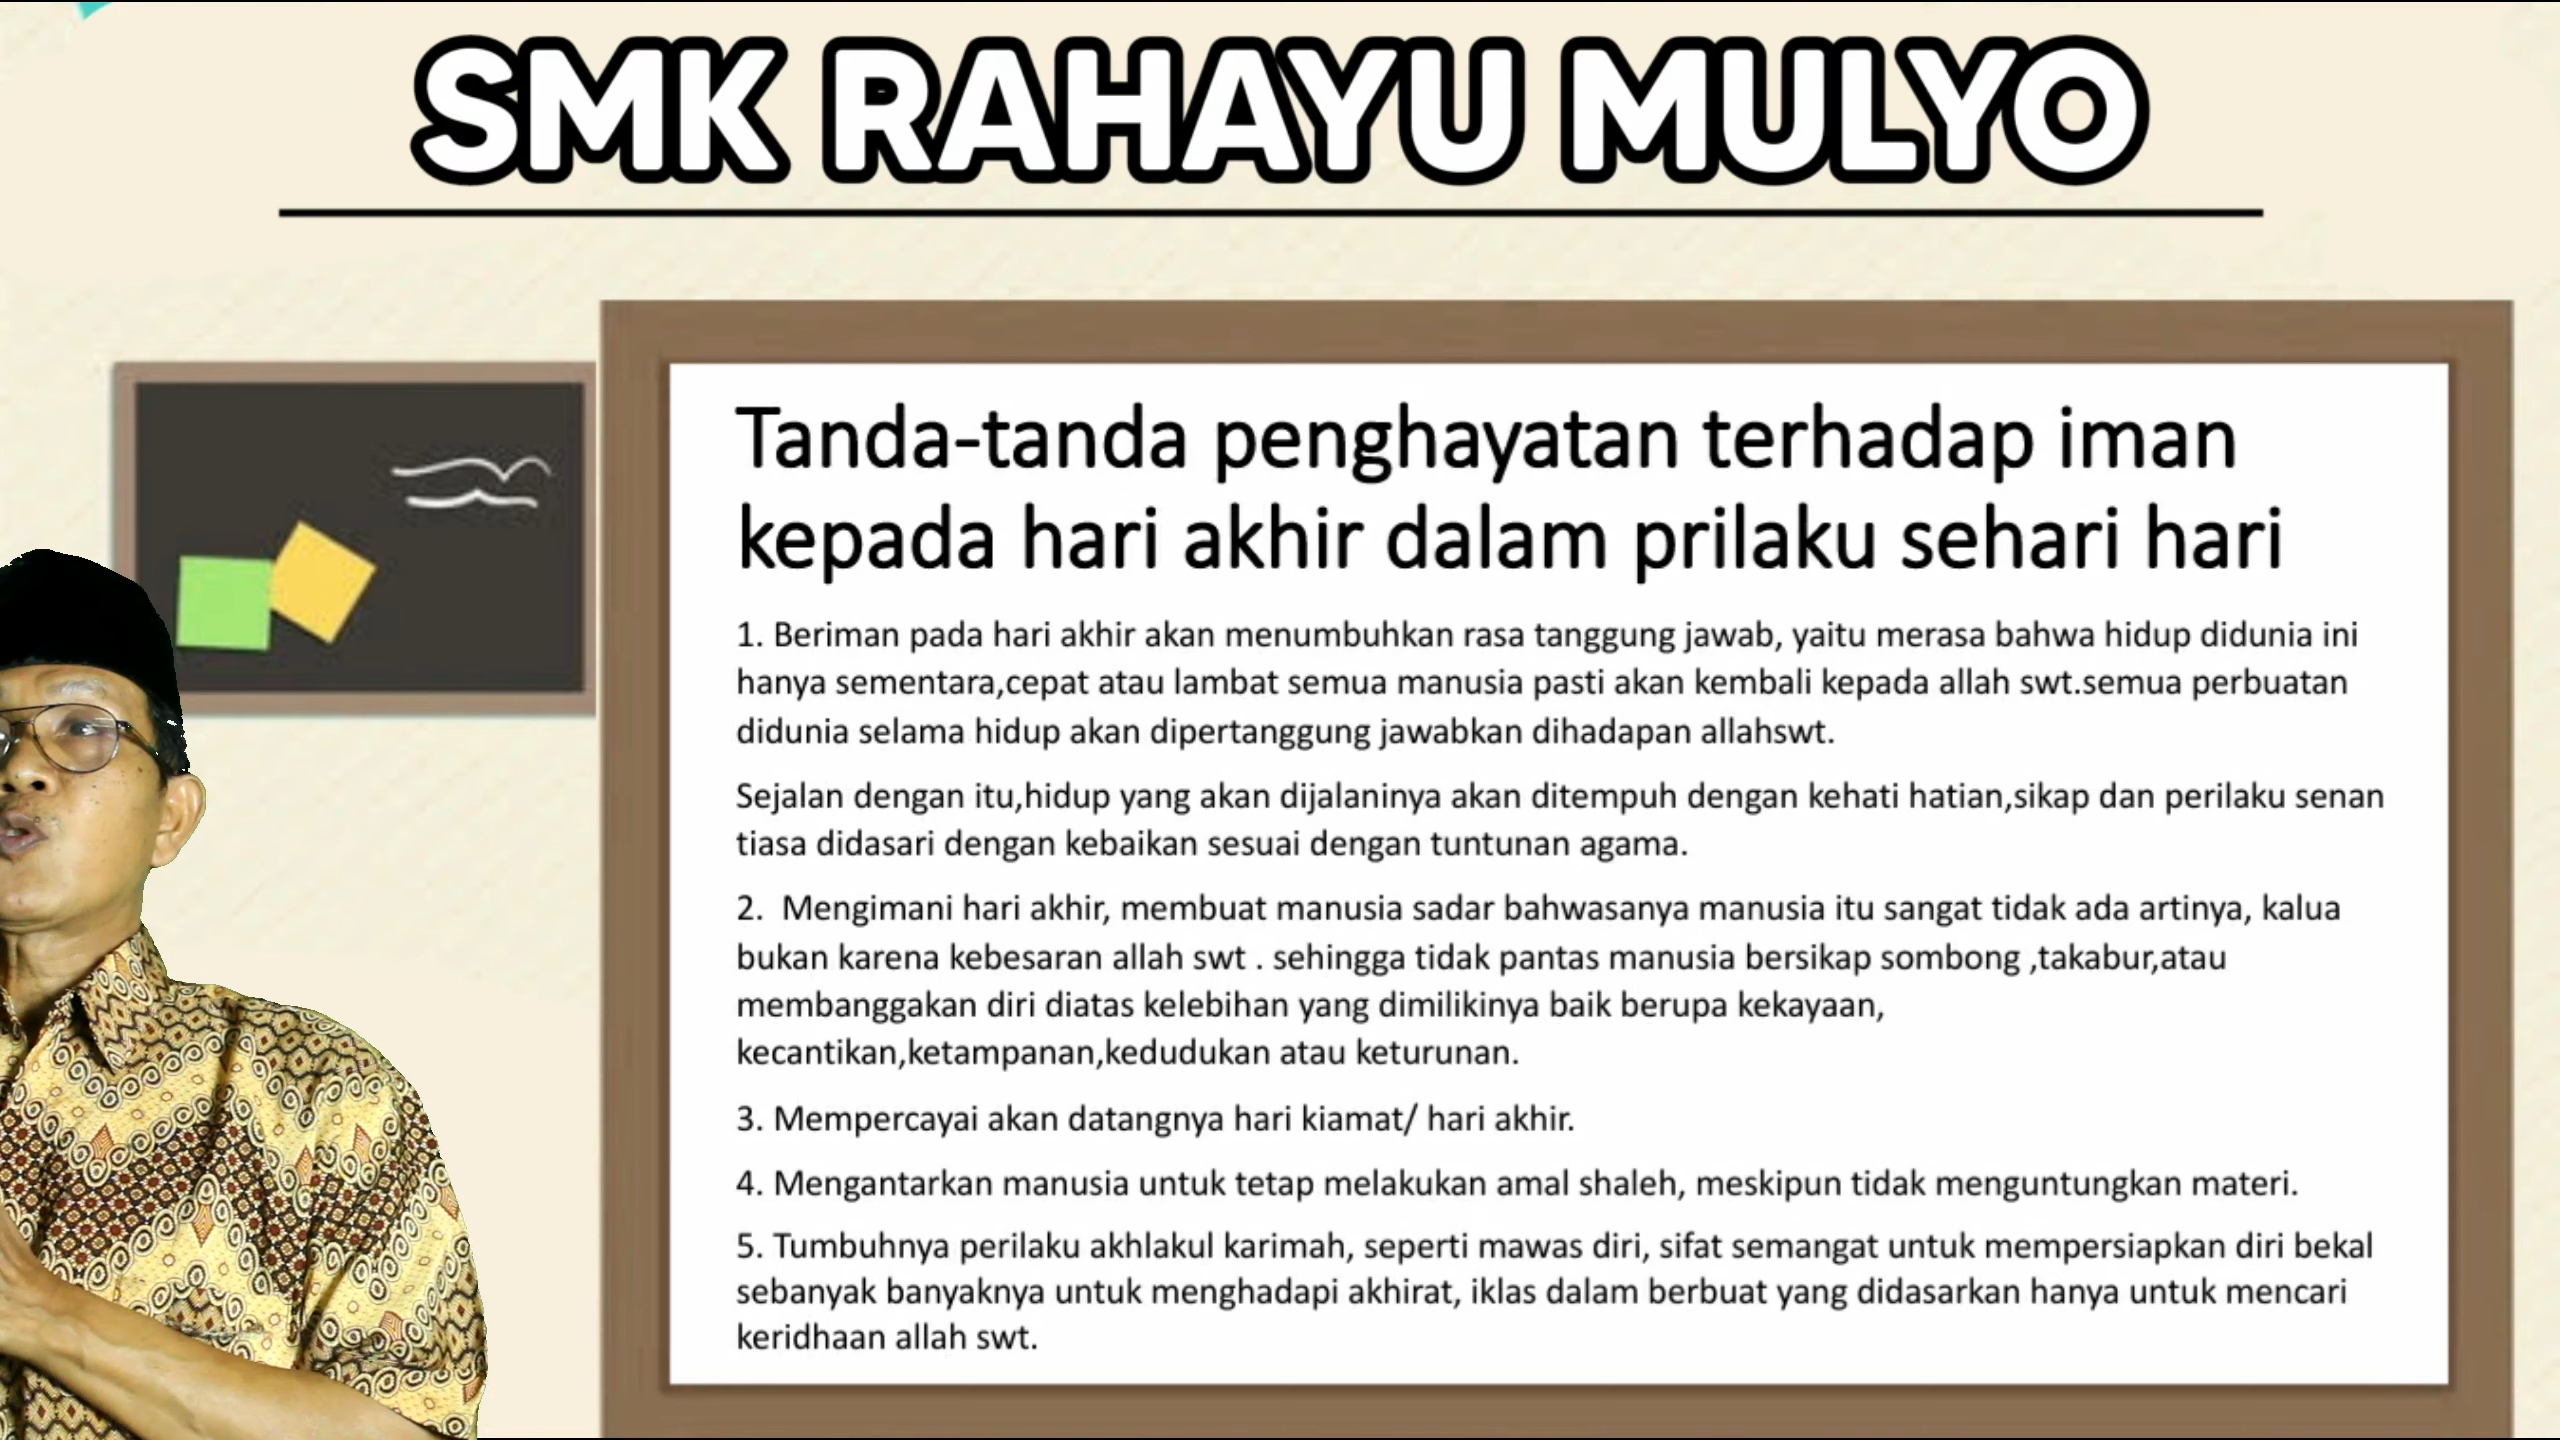 SMK RAHAYU MULYO
Tanda-tanda penghayatan terhadap iman
kepada hari akhir dalam prilaku sehari hari
1. Beriman pada hari akhir akan menumbuhkan rasa tanggung jawab, yaitu merasa bahwa hidup didunia ini
hanya sementara,cepat atau lambat semua manusia pasti akan kembali kepada allah swt.semua perbuatan
didunia selama hidup akan dipertanggung jawabkan dihadapan allahswt.
Sejalan dengan itu,hidup yang akan dijalaninya akan ditempuh dengan kehati hatian,sikap dan perilaku senan
tiasa didasari dengan kebaikan sesuai dengan tuntunan agama.
2.  Mengimani hari akhir, membuat manusia sadar bahwasanya manusia itu sangat tidak ada artinya, kalua
bukan karena kebesaran allah swt . sehingga tidak pantas manusia bersikap sombong ,takabur,atau
membanggakan diri diatas kelebihan yang dimilikinya baik berupa kekayaan,
kecantikan,ketampanan,kedudukan atau keturunan.
3. Mempercayai akan datangnya hari kiamat/ hari akhir.
4. Mengantarkan manusia untuk tetap melakukan amal shaleh, meskipun tidak menguntungkan materi.
5. Tumbuhnya perilaku akhlakul karimah, seperti mawas diri, sifat semangat untuk mempersiapkan diri bekal
sebanyak banyaknya untuk menghadapi akhirat, iklas dalam berbuat yang didasarkan hanya untuk mencari
keridhaan allah swt.